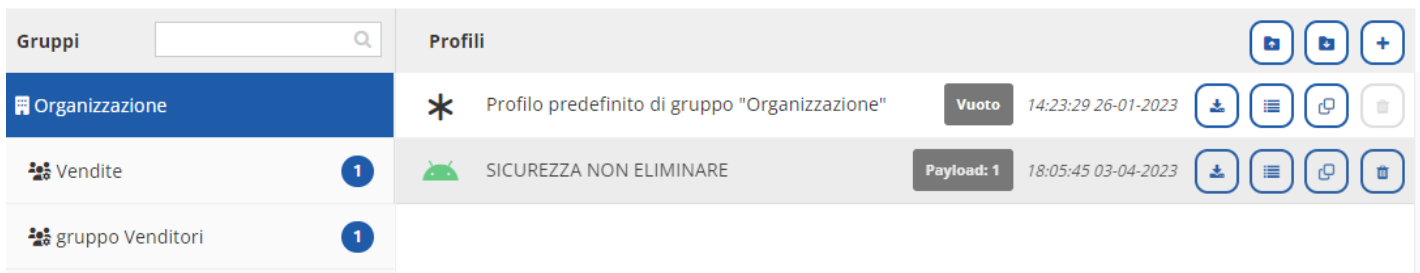 Gruppi
Profili
Organizzazione
Profilo predefinito di gruppo "Organizzazione" Vuoto 14:23:29 26-01-2023
Vendite 1
SICUREZZA NON ELIMINARE Payload: 1 18:05:45 03-04-2023
gruppo Venditori 1